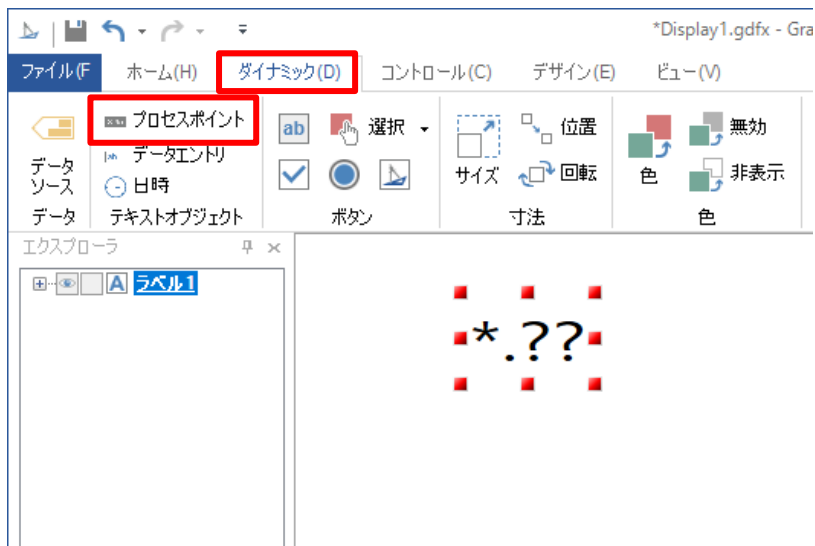 *Display1.gdfx - Gra
ファイル(F ホーム(H) ダイナミック(D) コントロール(C) デザイン(E) ビュー(V)
プロセスポイント
データエントリ
日時
データ
ソース
ab
選択
サイズ
位置
回転
色
無効
非表示
データ テキストオブジェクト ボタン 寸法 色
エクスプローラ
A ラベル1
*.??